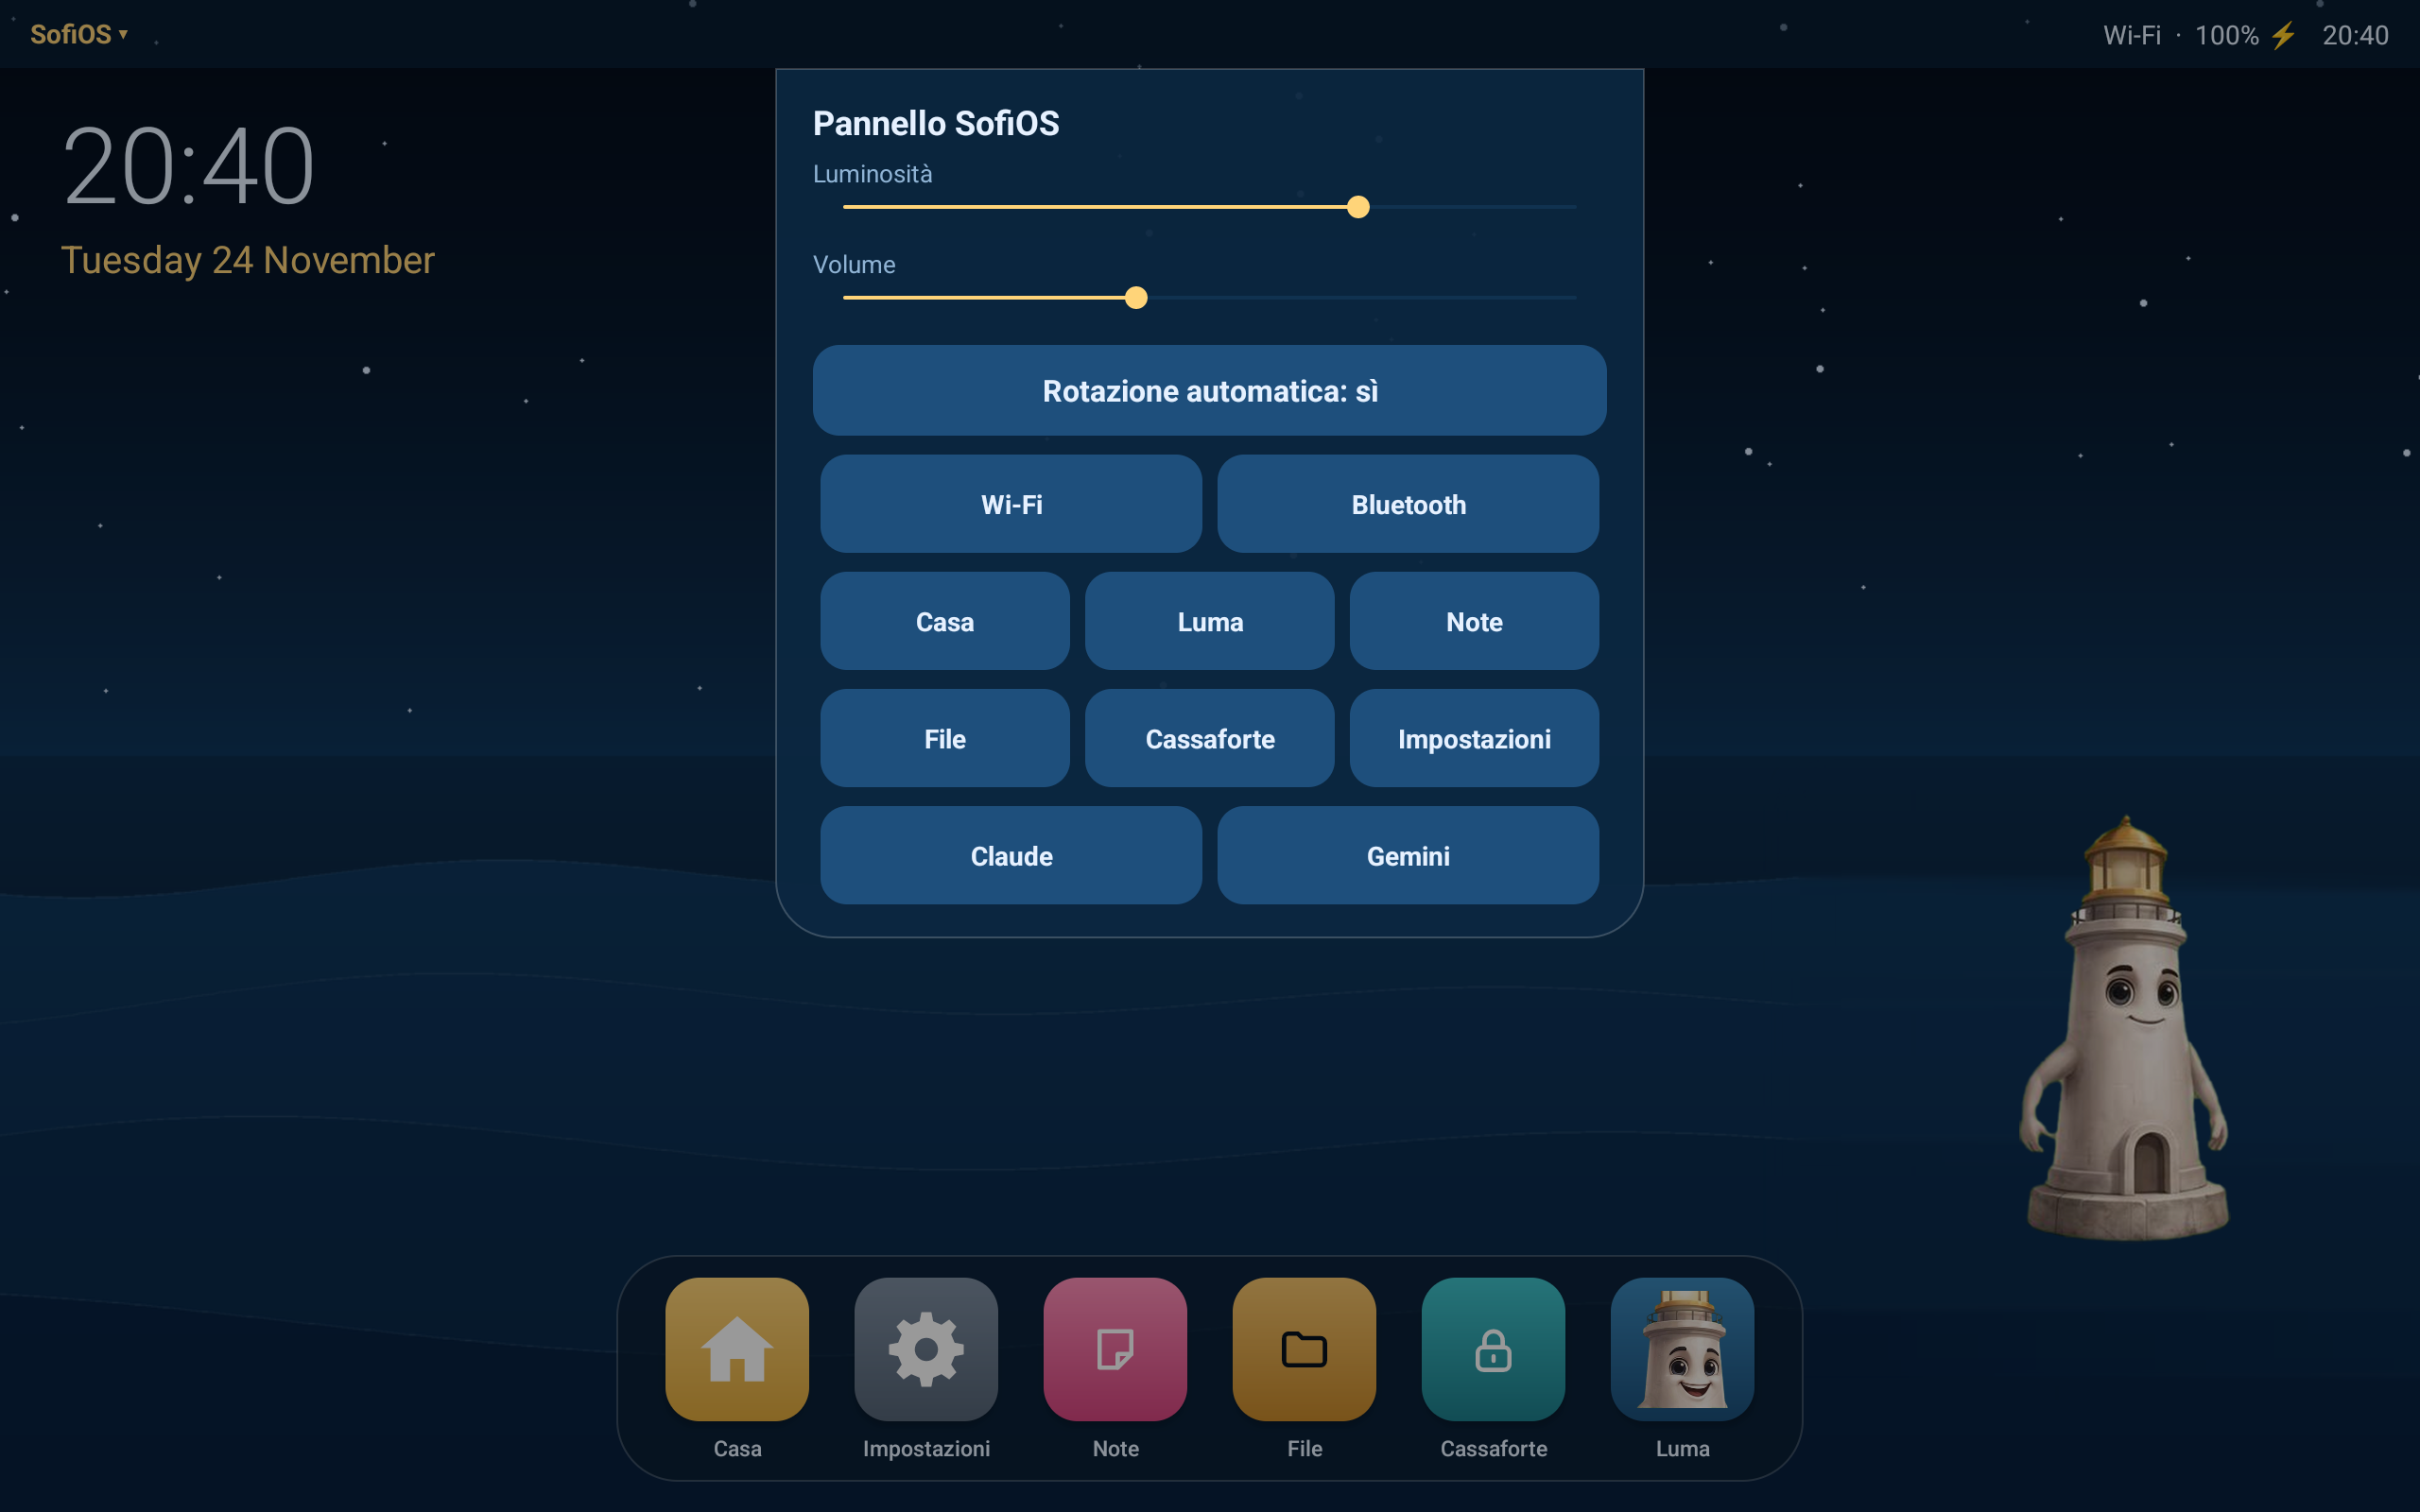 SofiOS ▾
Wi-Fi · 100% ⚡ 20:40
20:40
Tuesday 24 November
Pannello SofiOS
Luminosità
Volume
Rotazione automatica: sì
Wi-Fi
Bluetooth
Casa
Luma
Note
File
Cassaforte
Impostazioni
Claude
Gemini
Casa
Impostazioni
Note
File
Cassaforte
Luma